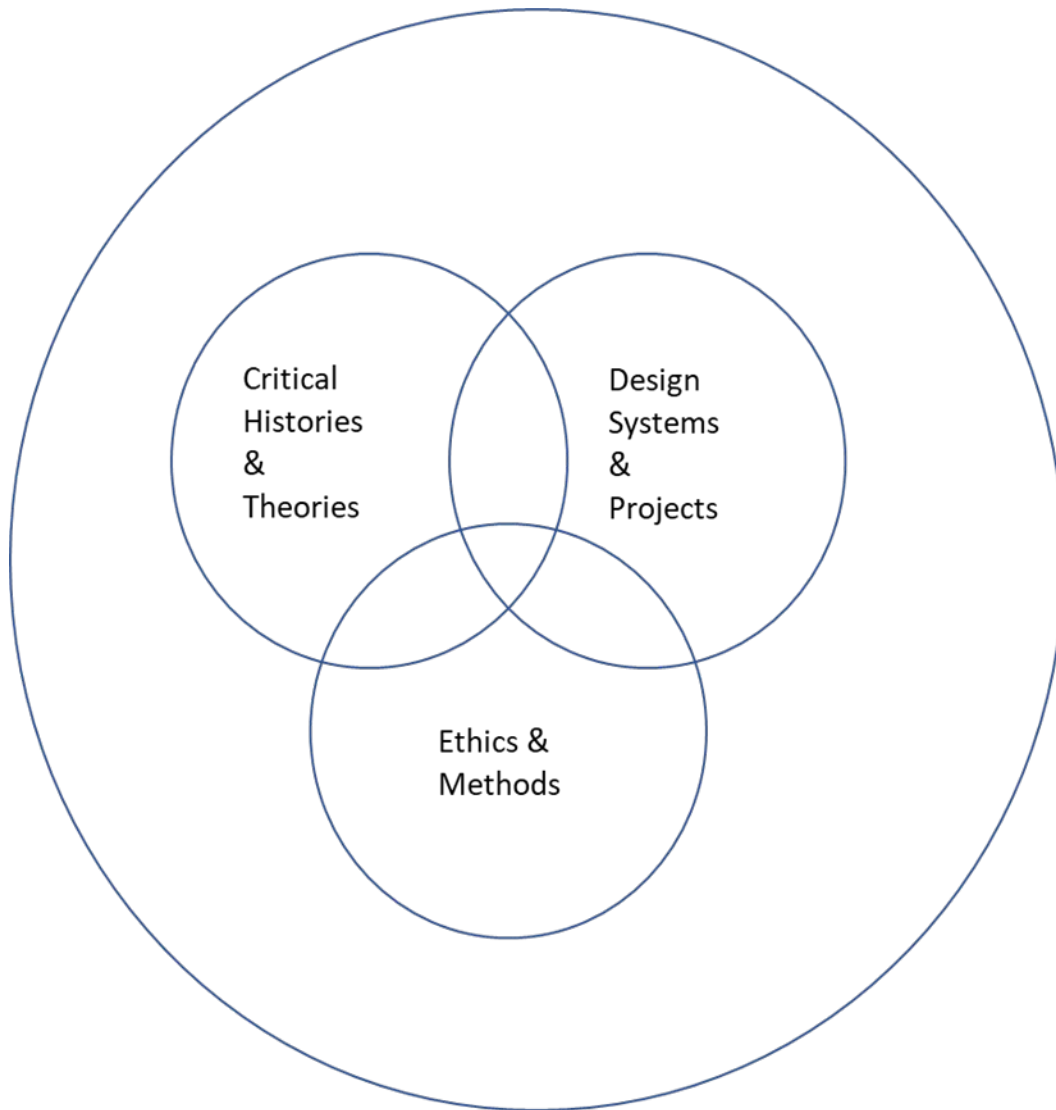 Critical
Histories
&
Theories
Design
Systems
&
Projects
Ethics &
Methods